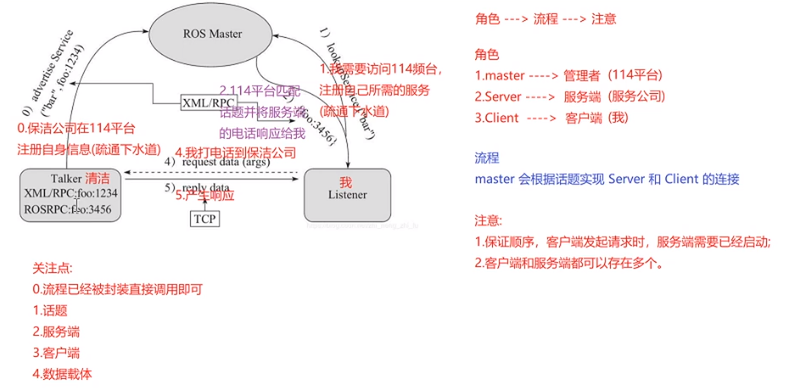 ROS Master
角色 ---> 流程 ---> 注意
角色
1.master ----> 管理者 (114平台)
2.Server -----> 服务端 (服务公司)
3.Client -----> 客户端 (我)
流程
master 会根据话题实现 Server 和 Client 的连接
注意:
1.保证顺序，客户端发起请求时，服务端需要已经启动;
2.客户端和服务端都可以存在多个。
0) advertise Service
("bar",foo:1234)
1) lookupService("bar")
1.我需要访问114频台，
注册自己所需的服务
(疏通下水道)
XML/RPC
2) {foo:3456}
2.114平台匹配
话题并将服务端
的电话响应给我
0.保洁公司在114平台
注册自身信息(疏通下水道)
4.我打电话到保洁公司
4) request data (args)
5) reply data
5.产生响应
TCP
Talker 清洁
XML/RPC:foo:1234
ROSRPC:foo:3456
我
Listener
关注点:
0.流程已经被封装直接调用即可
1.话题
2.服务端
3.客户端
4.数据载体